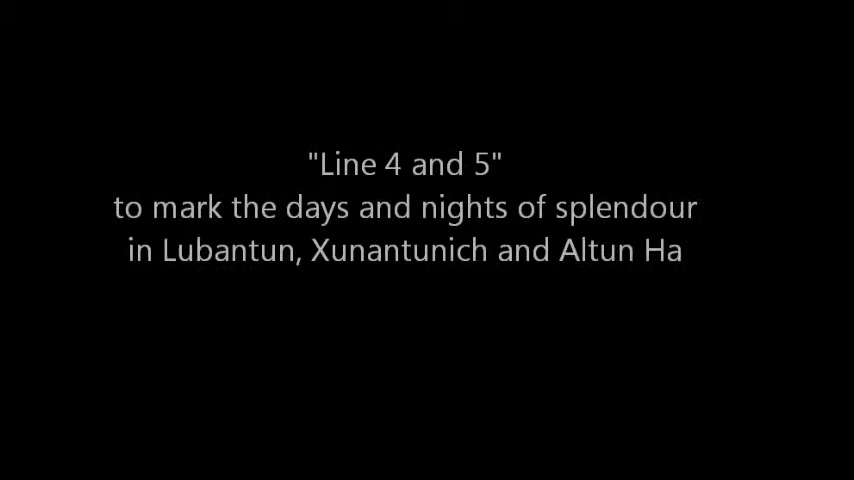 "Line 4 and 5"
to mark the days and nights of splendour
in Lubantun, Xunantunich and Altun Ha